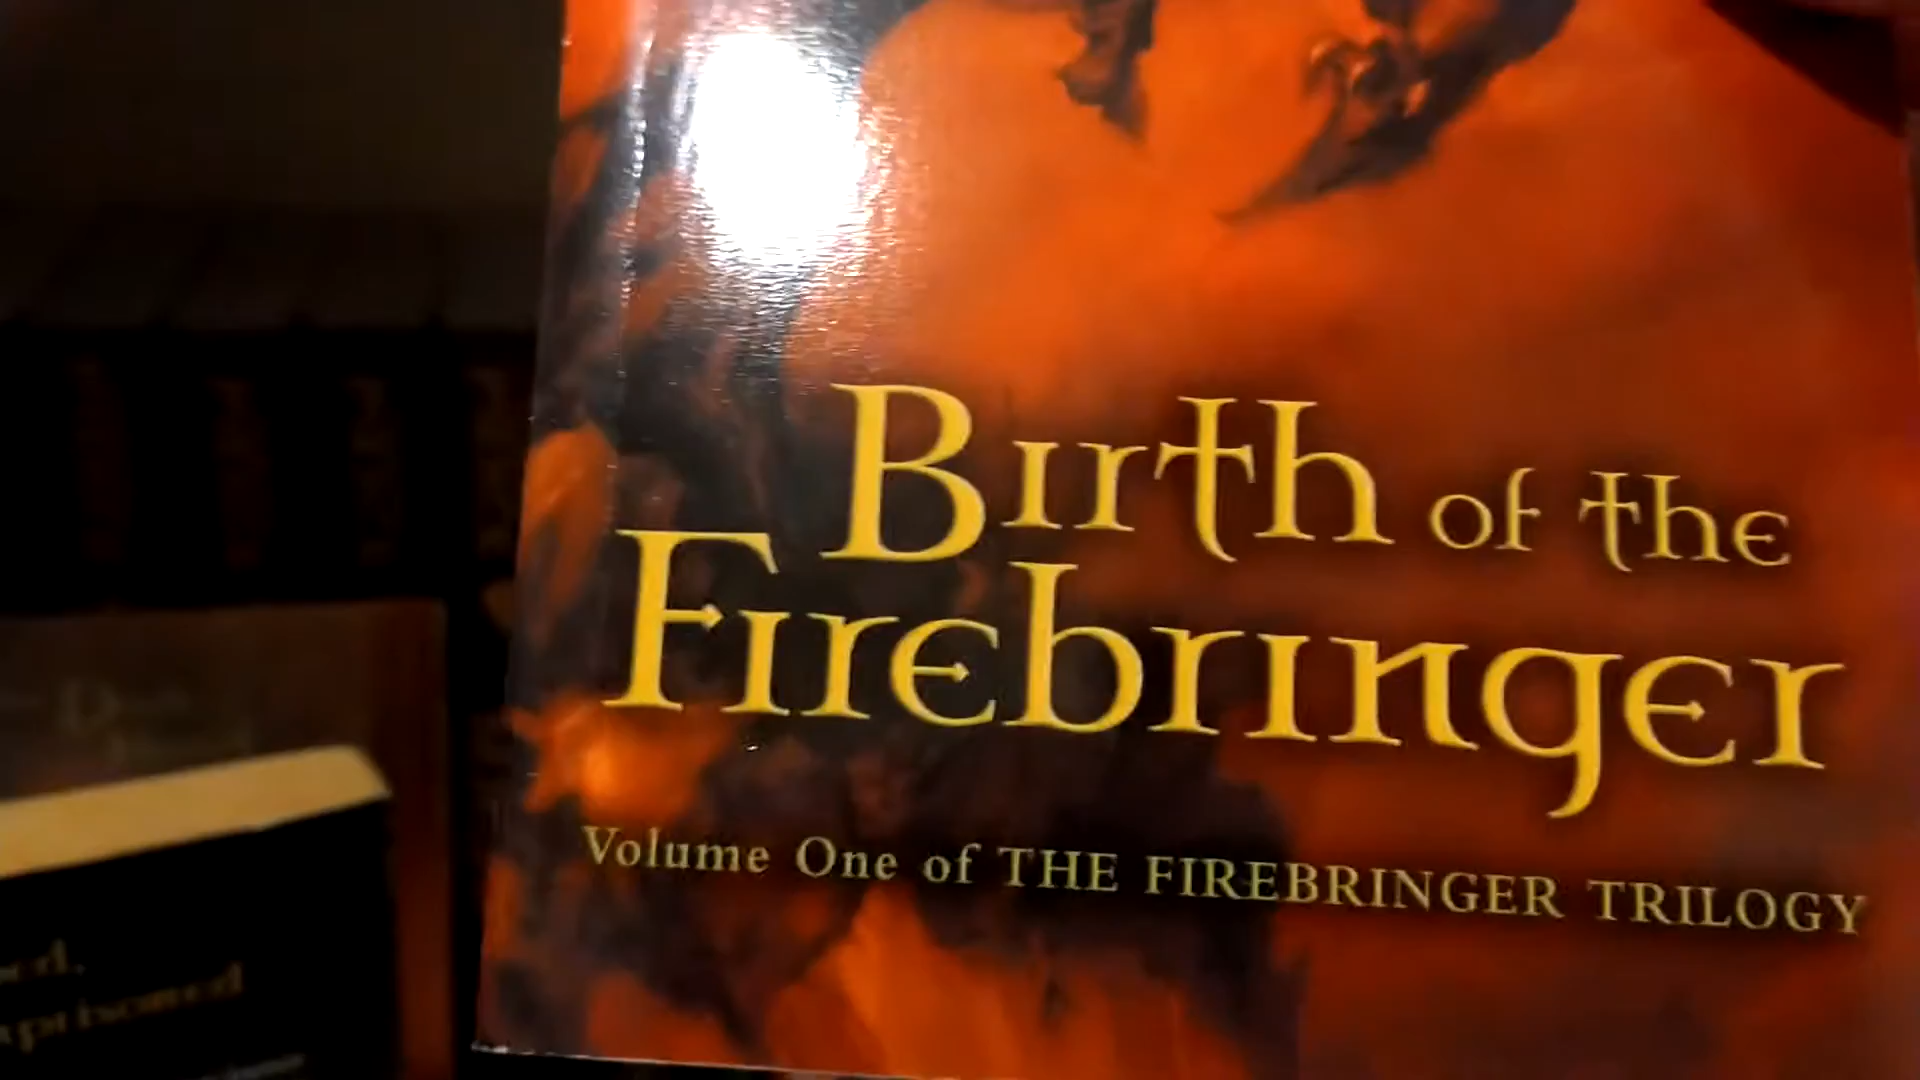 Birth of the
Firebringer
Volume One of THE FIREBRINGER TRILOGY